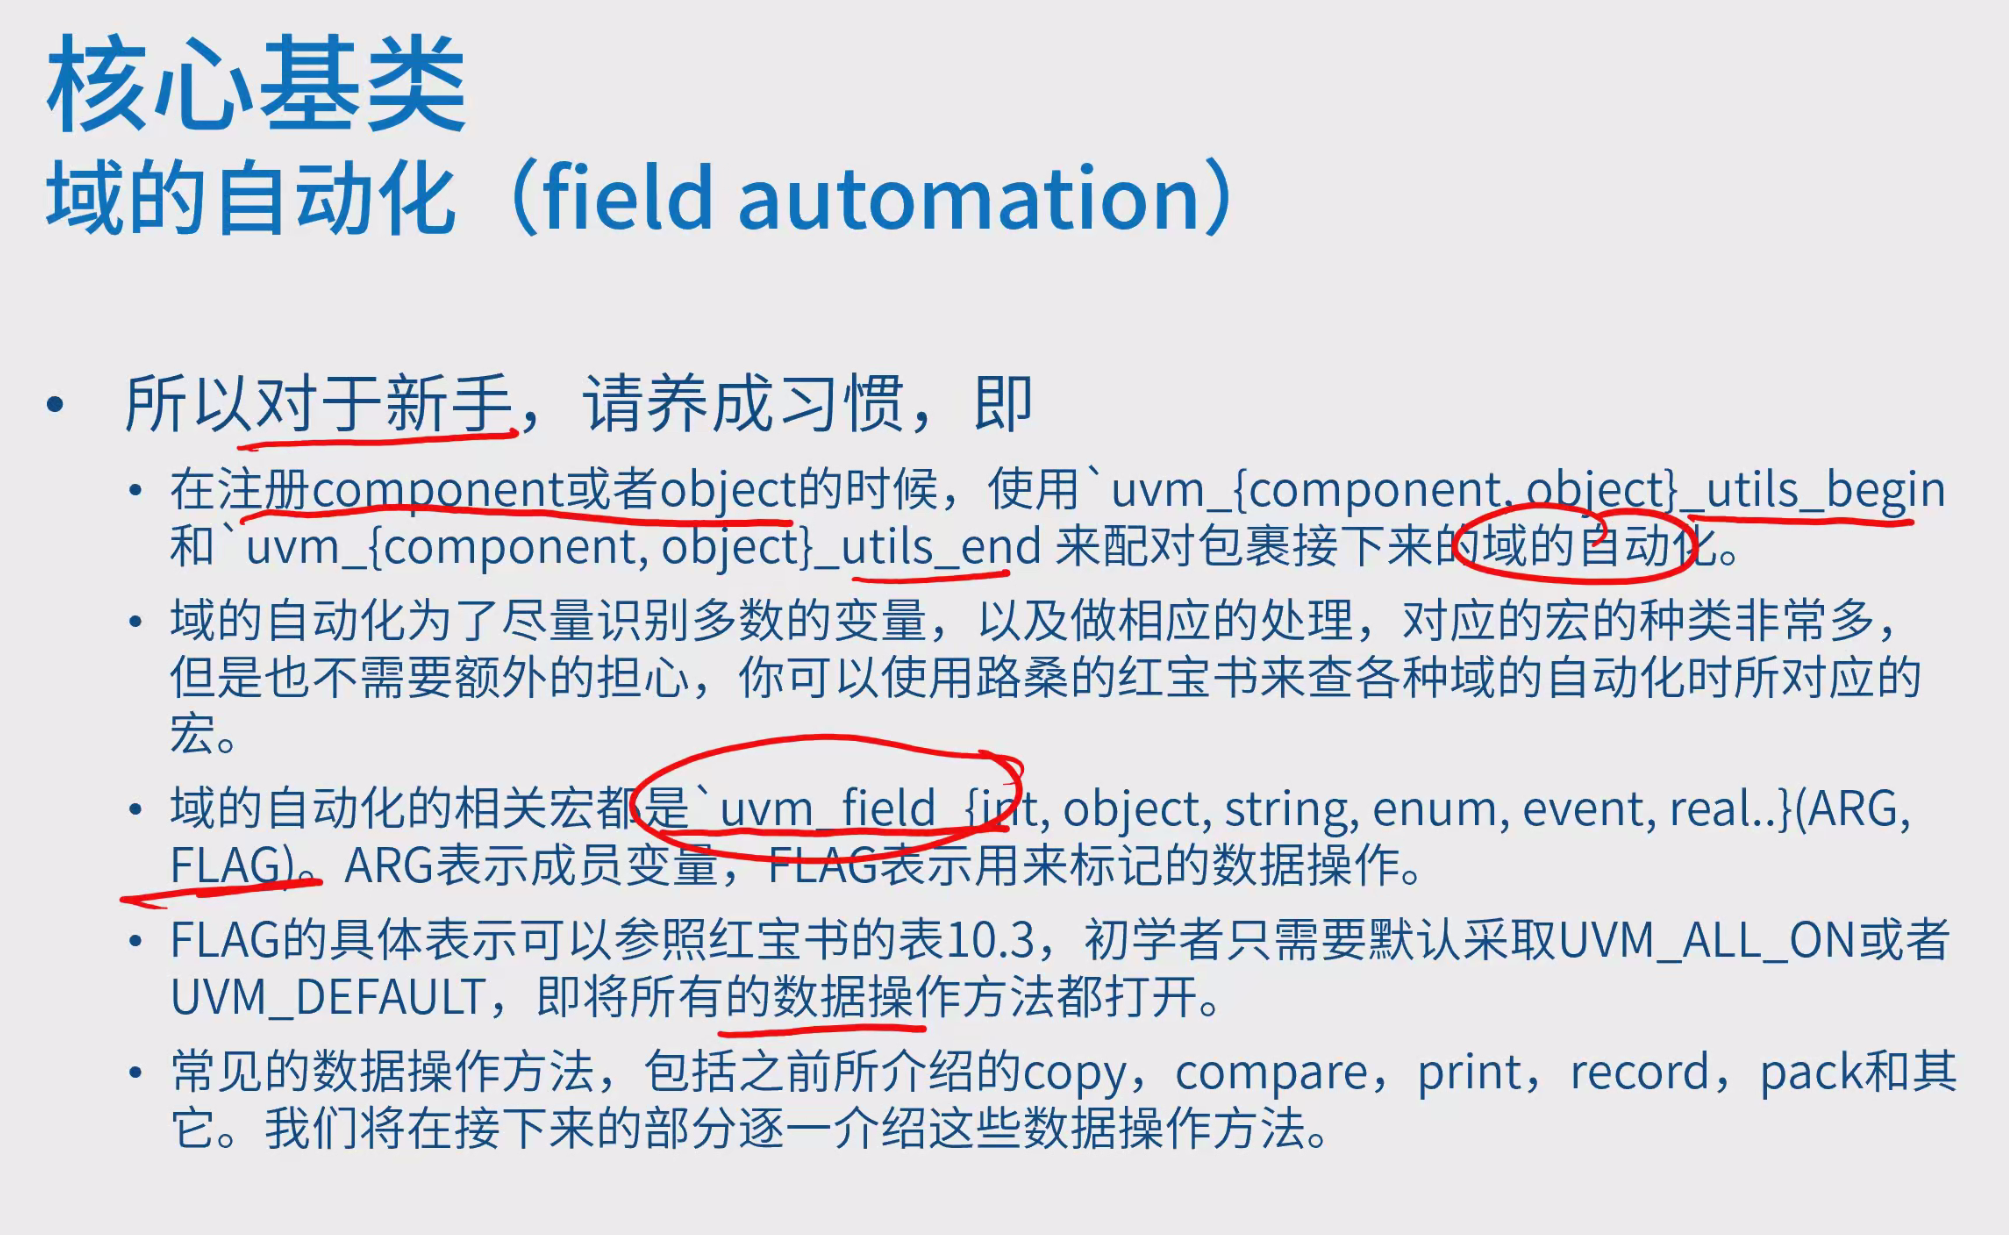 核心基类
域的自动化（field automation）
• 所以对于新手，请养成习惯，即
• 在注册component或者object的时候，使用`uvm_{component, object}_utils_begin
和`uvm_{component, object}_utils_end 来配对包裹接下来的域的自动化。
• 域的自动化为了尽量识别多数的变量，以及做相应的处理，对应的宏的种类非常多，
但是也不需要额外的担心，你可以使用路桑的红宝书来查各种域的自动化时所对应的
宏。
• 域的自动化的相关宏都是`uvm_field_{int, object, string, enum, event, real..}(ARG,
FLAG)。ARG表示成员变量，FLAG表示用来标记的数据操作。
• FLAG的具体表示可以参照红宝书的表10.3，初学者只需要默认采取UVM_ALL_ON或者
UVM_DEFAULT，即将所有的数据操作方法都打开。
• 常见的数据操作方法，包括之前所介绍的copy，compare，print，record，pack和其
它。我们将在接下来的部分逐一介绍这些数据操作方法。